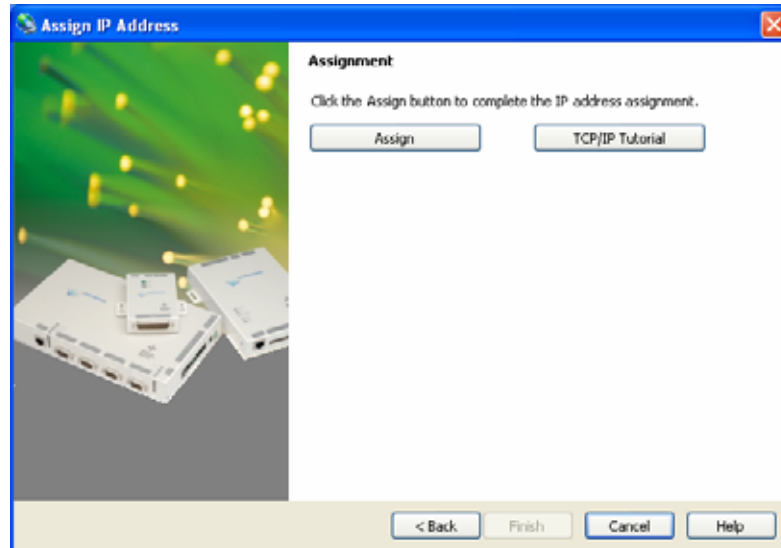 Assign IP Address
Assignment
Click the Assign button to complete the IP address assignment.
Assign
TCP/IP Tutorial
< Back
Finish
Cancel
Help